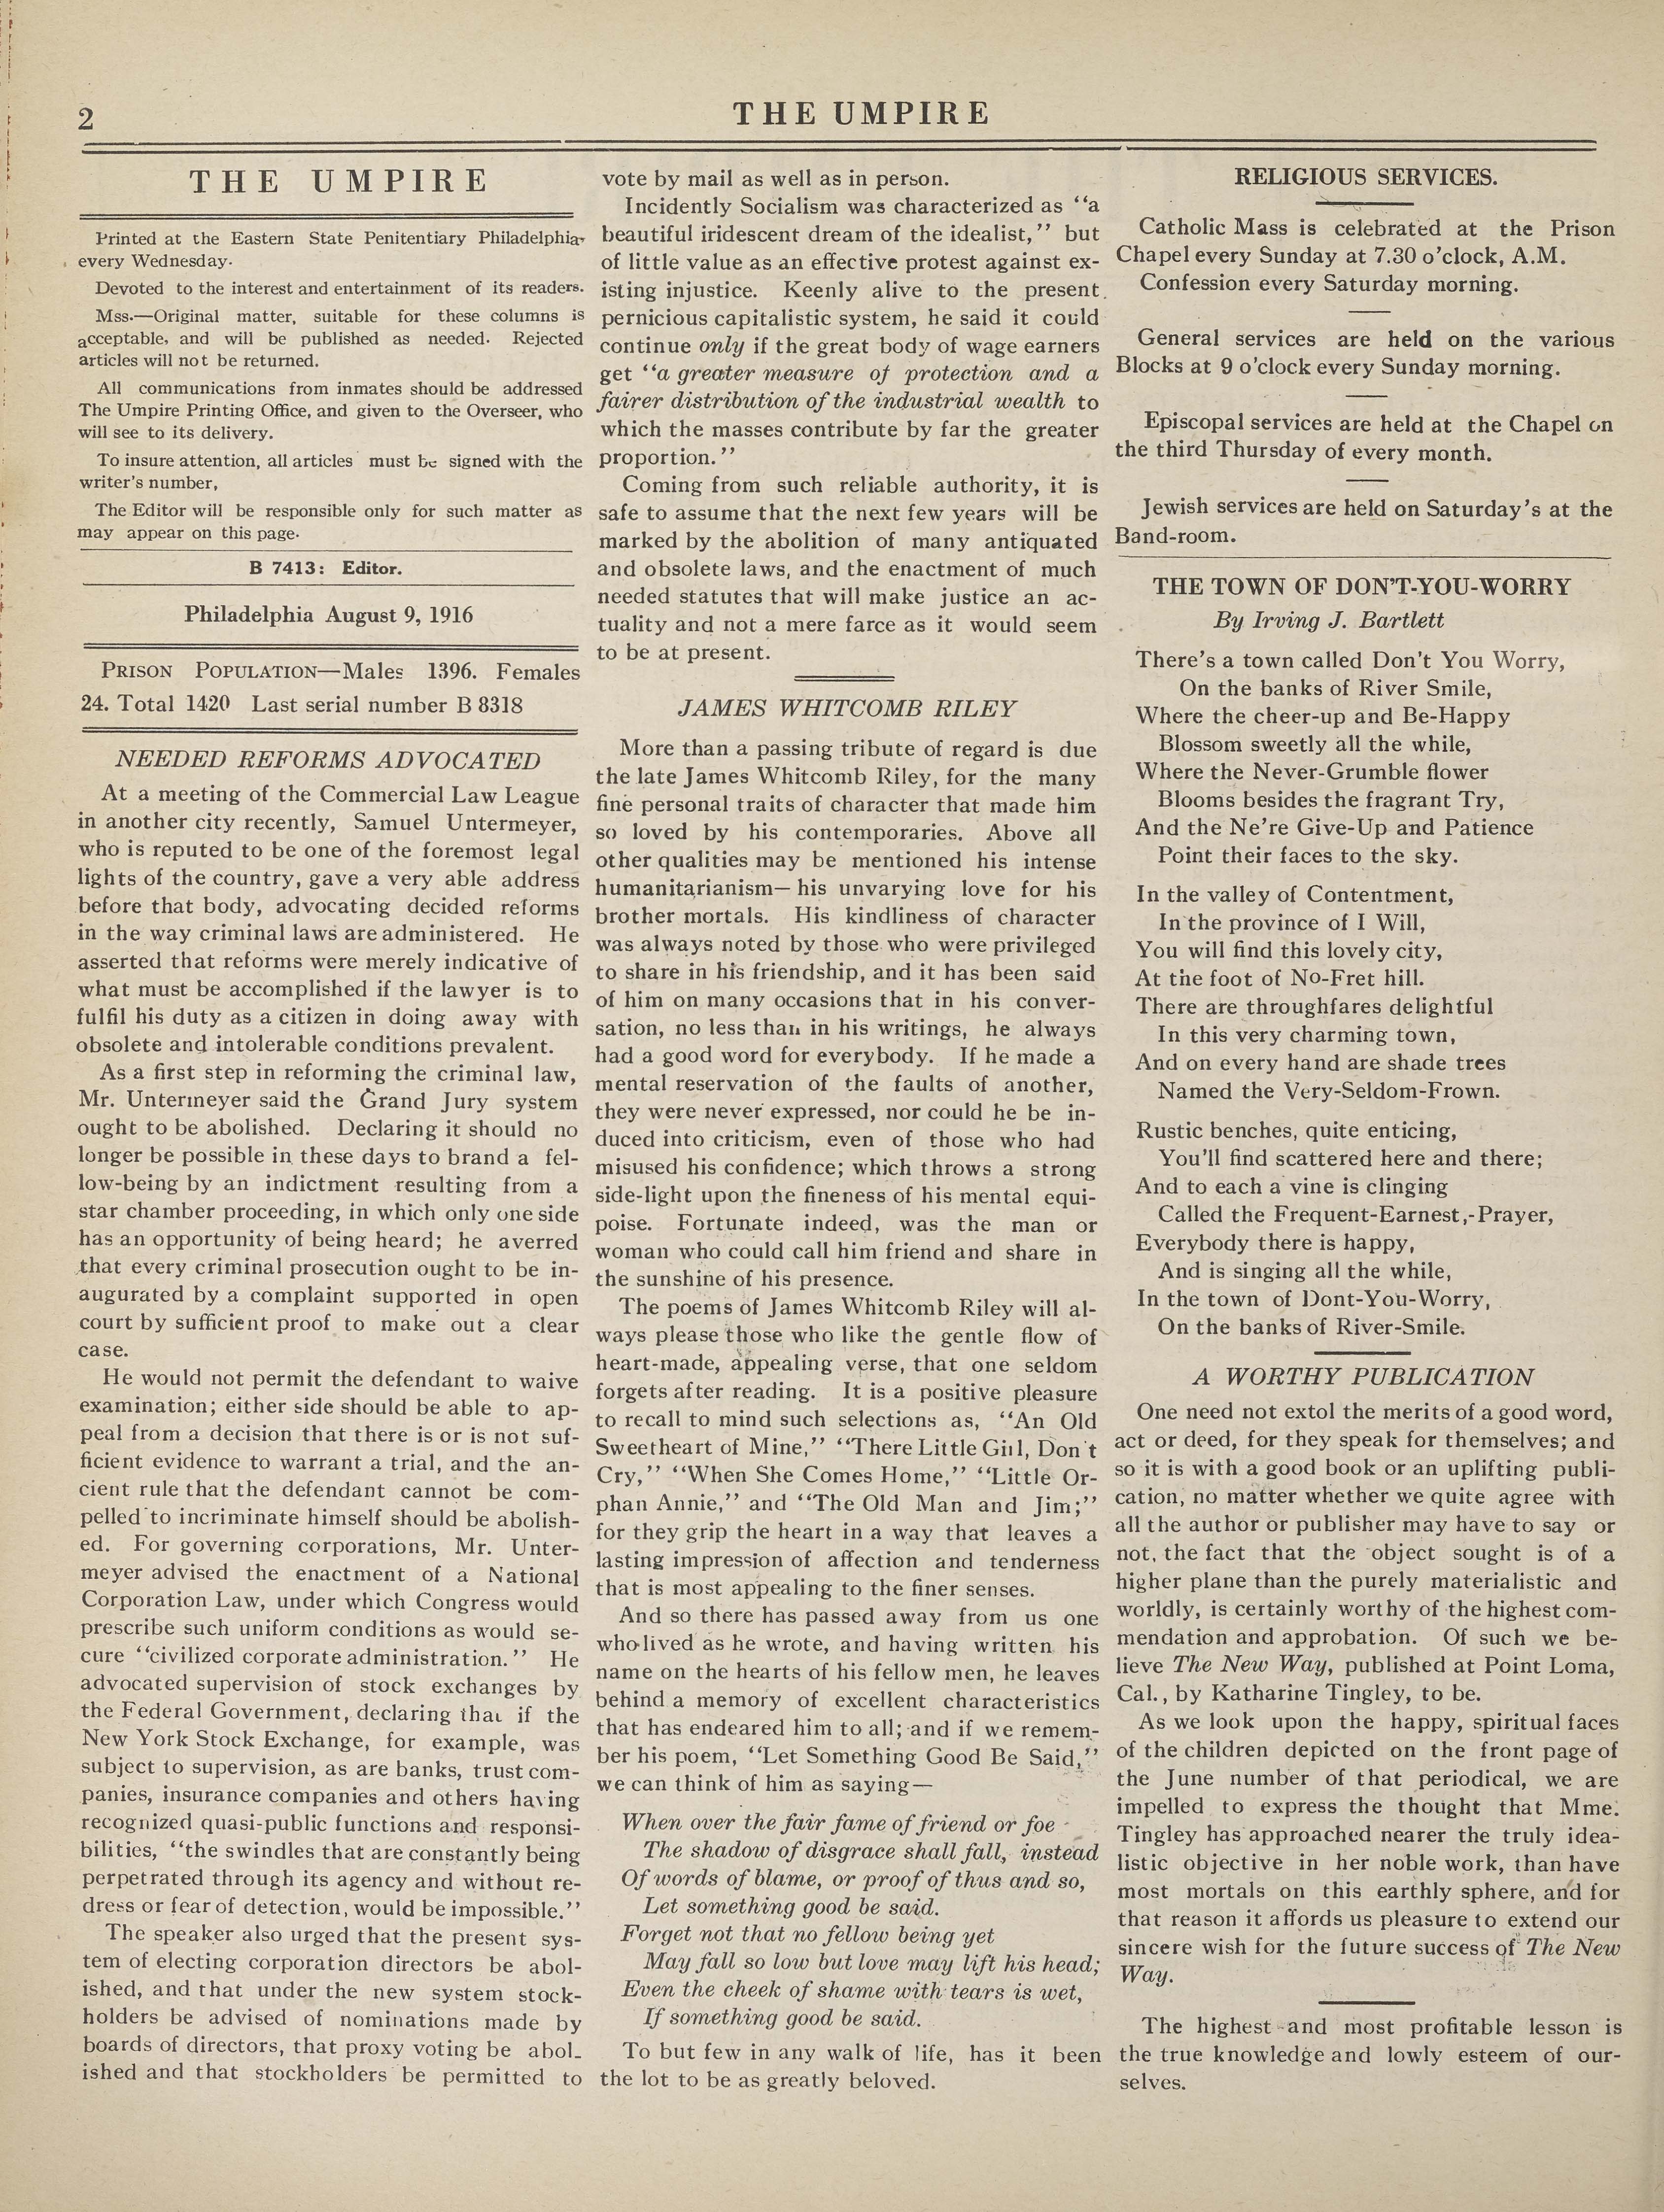 2
THE UMPIRE
THE UMPIRE
Printed at the Eastern State Penitentiary Philadelphia,
every Wednesday.
Devoted to the interest and entertainment of its readers.
Mss.—Original matter, suitable for these columns is
acceptable, and will be published as needed. Rejected
articles will not be returned.
All communications from inmates should be addressed
The Umpire Printing Office, and given to the Overseer, who
will see to its delivery.
To insure attention, all articles must be signed with the
writer's number,
The Editor will be responsible only for such matter as
may appear on this page.
B 7413: Editor.
Philadelphia August 9, 1916
PRISON POPULATION—Males 1396. Females
24. Total 1420 Last serial number B 8318
NEEDED REFORMS ADVOCATED
At a meeting of the Commercial Law League
in another city recently, Samuel Untermeyer,
who is reputed to be one of the foremost legal
lights of the country, gave a very able address
before that body, advocating decided reforms
in the way criminal laws are administered. He
asserted that reforms were merely indicative of
what must be accomplished if the lawyer is to
fulfil his duty as a citizen in doing away with
obsolete and intolerable conditions prevalent.
As a first step in reforming the criminal law,
Mr. Untermeyer said the Grand Jury system
ought to be abolished. Declaring it should no
longer be possible in these days to brand a fel-
low-being by an indictment resulting from a
star chamber proceeding, in which only one side
has an opportunity of being heard; he averred
that every criminal prosecution ought to be in-
augurated by a complaint supported in open
court by sufficient proof to make out a clear
case.
He would not permit the defendant to waive
examination; either side should be able to ap-
peal from a decision that there is or is not suf-
ficient evidence to warrant a trial, and the an-
cient rule that the defendant cannot be com-
pelled to incriminate himself should be abolish-
ed. For governing corporations, Mr. Unter-
meyer advised the enactment of a National
Corporation Law, under which Congress would
prescribe such uniform conditions as would se-
cure ‘‘civilized corporate administration.’’ He
advocated supervision of stock exchanges by
the Federal Government, declaring that if the
New York Stock Exchange, for example, was
subject to supervision, as are banks, trust com-
panies, insurance companies and others having
recognized quasi-public functions and responsi-
bilities, ‘‘the swindles that are constantly being
perpetrated through its agency and without re-
dress or fear of detection, would be impossible.’’
The speaker also urged that the present sys-
tem of electing corporation directors be abol-
ished, and that under the new system stock-
holders be advised of nominations made by
boards of directors, that proxy voting be abol-
ished and that stockholders be permitted to
vote by mail as well as in person.
Incidently Socialism was characterized as ‘‘a
beautiful iridescent dream of the idealist,’’ but
of little value as an effective protest against ex-
isting injustice. Keenly alive to the present
pernicious capitalistic system, he said it could
continue only if the great body of wage earners
get ‘‘a greater measure of protection and a
fairer distribution of the industrial wealth to
which the masses contribute by far the greater
proportion.’’
Coming from such reliable authority, it is
safe to assume that the next few years will be
marked by the abolition of many antiquated
and obsolete laws, and the enactment of much
needed statutes that will make justice an ac-
tuality and not a mere farce as it would seem
to be at present.
JAMES WHITCOMB RILEY
More than a passing tribute of regard is due
the late James Whitcomb Riley, for the many
fine personal traits of character that made him
so loved by his contemporaries. Above all
other qualities may be mentioned his intense
humanitarianism—his unvarying love for his
brother mortals. His kindliness of character
was always noted by those who were privileged
to share in his friendship, and it has been said
of him on many occasions that in his conver-
sation, no less than in his writings, he always
had a good word for everybody. If he made a
mental reservation of the faults of another,
they were never expressed, nor could he be in-
duced into criticism, even of those who had
misused his confidence; which throws a strong
side-light upon the fineness of his mental equi-
poise. Fortunate indeed, was the man or
woman who could call him friend and share in
the sunshine of his presence.
The poems of James Whitcomb Riley will al-
ways please those who like the gentle flow of
heart-made, appealing verse, that one seldom
forgets after reading. It is a positive pleasure
to recall to mind such selections as, ‘‘An Old
Sweetheart of Mine,’’ ‘‘There Little Girl, Don't
Cry,’’ ‘‘When She Comes Home,’’ ‘‘Little Or-
phan Annie,’’ and ‘‘The Old Man and Jim;’’
for they grip the heart in a way that leaves a
lasting impression of affection and tenderness
that is most appealing to the finer senses.
And so there has passed away from us one
who lived as he wrote, and having written his
name on the hearts of his fellow men, he leaves
behind a memory of excellent characteristics
that has endeared him to all; and if we remem-
ber his poem, ‘‘Let Something Good Be Said,’’
we can think of him as saying—
When over the fair fame of friend or foe
The shadow of disgrace shall fall, instead
Of words of blame, or proof of thus and so,
Let something good be said.
Forget not that no fellow being yet
May fall so low but love may lift his head;
Even the cheek of shame with tears is wet,
If something good be said.
To but few in any walk of life, has it been
the lot to be as greatly beloved.
RELIGIOUS SERVICES.
Catholic Mass is celebrated at the Prison
Chapel every Sunday at 7.30 o'clock, A.M.
Confession every Saturday morning.
General services are held on the various
Blocks at 9 o'clock every Sunday morning.
Episcopal services are held at the Chapel on
the third Thursday of every month.
Jewish services are held on Saturday's at the
Band-room.
THE TOWN OF DON'T-YOU-WORRY
By Irving J. Bartlett
There's a town called Don't You Worry,
On the banks of River Smile,
Where the cheer-up and Be-Happy
Blossom sweetly all the while,
Where the Never-Grumble flower
Blooms besides the fragrant Try,
And the Ne're Give-Up and Patience
Point their faces to the sky.
In the valley of Contentment,
In the province of I Will,
You will find this lovely city,
At the foot of No-Fret hill.
There are throughfares delightful
In this very charming town,
And on every hand are shade trees
Named the Very-Seldom-Frown.
Rustic benches, quite enticing,
You'll find scattered here and there;
And to each a vine is clinging
Called the Frequent-Earnest,-Prayer,
Everybody there is happy,
And is singing all the while,
In the town of Dont-You-Worry,
On the banks of River-Smile.
A WORTHY PUBLICATION
One need not extol the merits of a good word,
act or deed, for they speak for themselves; and
so it is with a good book or an uplifting publi-
cation, no matter whether we quite agree with
all the author or publisher may have to say or
not, the fact that the object sought is of a
higher plane than the purely materialistic and
worldly, is certainly worthy of the highest com-
mendation and approbation. Of such we be-
lieve The New Way, published at Point Loma,
Cal., by Katharine Tingley, to be.
As we look upon the happy, spiritual faces
of the children depicted on the front page of
the June number of that periodical, we are
impelled to express the thought that Mme.
Tingley has approached nearer the truly idea-
listic objective in her noble work, than have
most mortals on this earthly sphere, and for
that reason it affords us pleasure to extend our
sincere wish for the future success of The New
Way.
The highest and most profitable lesson is
the true knowledge and lowly esteem of our-
selves.